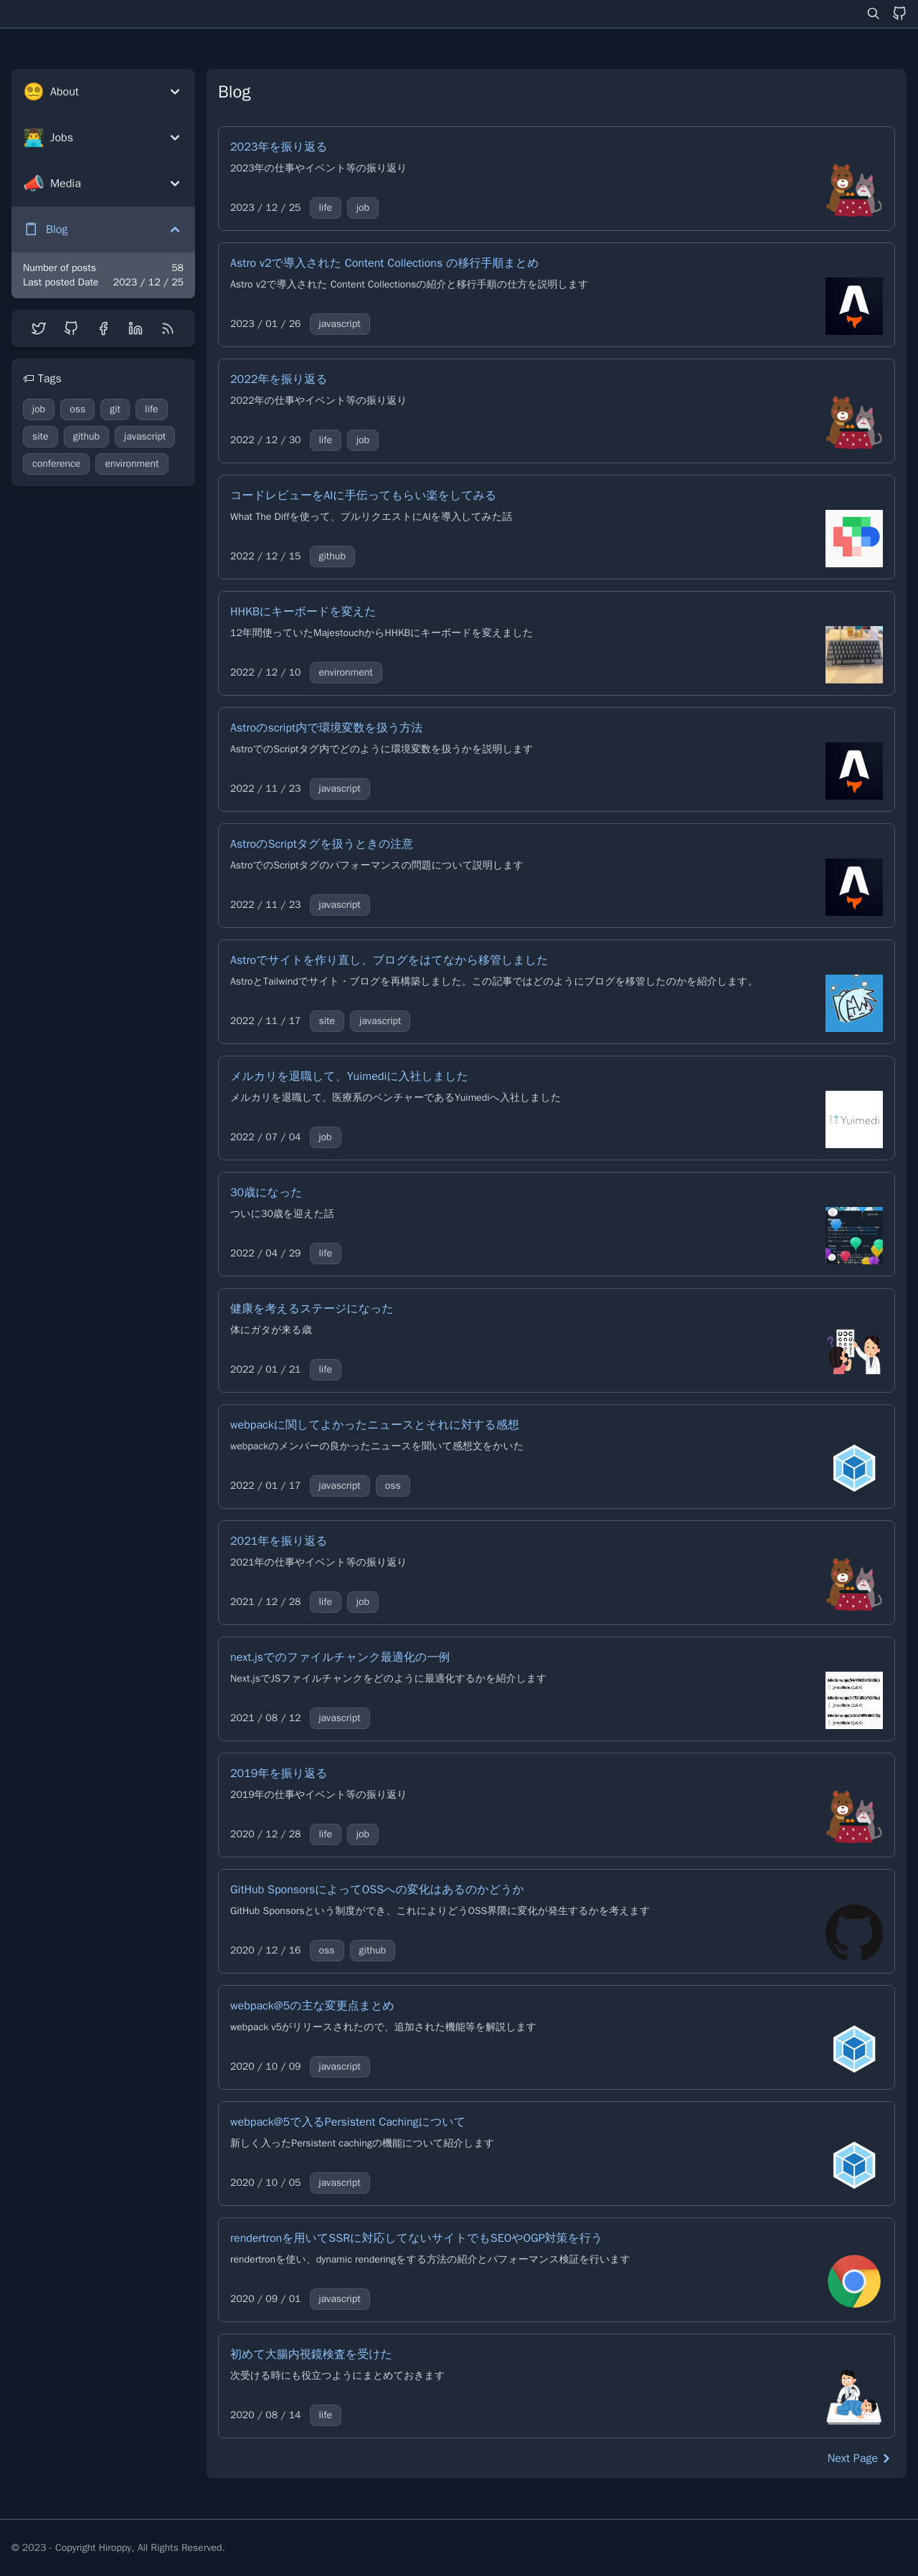 About
Jobs
Media
Blog
Number of posts 58
Last posted Date 2023 / 12 / 25
Tags
job oss git life
site github javascript
conference environment
Blog
2023年を振り返る
2023年の仕事やイベント等の振り返り
2023 / 12 / 25 life job
Astro v2で導入された Content Collections の移行手順まとめ
Astro v2で導入された Content Collectionsの紹介と移行手順の仕方を説明します
2023 / 01 / 26 javascript
2022年を振り返る
2022年の仕事やイベント等の振り返り
2022 / 12 / 30 life job
コードレビューをAIに手伝ってもらい楽をしてみる
What The Diffを使って、プルリクエストにAIを導入してみた話
2022 / 12 / 15 github
HHKBにキーボードを変えた
12年間使っていたMajestouchからHHKBにキーボードを変えました
2022 / 12 / 10 environment
Astroのscript内で環境変数を扱う方法
AstroでのScriptタグ内でどのように環境変数を扱うかを説明します
2022 / 11 / 23 javascript
AstroのScriptタグを扱うときの注意
AstroでのScriptタグのパフォーマンスの問題について説明します
2022 / 11 / 23 javascript
Astroでサイトを作り直し、ブログをはてなから移管しました
AstroとTailwindでサイト・ブログを再構築しました。この記事ではどのようにブログを移管したのかを紹介します。
2022 / 11 / 17 site javascript
メルカリを退職して、Yuimediに入社しました
メルカリを退職して、医療系のベンチャーであるYuimediへ入社しました
Yuimedi
2022 / 07 / 04 job
30歳になった
ついに30歳を迎えた話
2022 / 04 / 29 life
健康を考えるステージになった
体にガタが来る歳
2022 / 01 / 21 life
webpackに関してよかったニュースとそれに対する感想
webpackのメンバーの良かったニュースを聞いて感想文をかいた
2022 / 01 / 17 javascript oss
2021年を振り返る
2021年の仕事やイベント等の振り返り
2021 / 12 / 28 life job
next.jsでのファイルチャンク最適化の一例
Next.jsでJSファイルチャンクをどのように最適化するかを紹介します
2021 / 08 / 12 javascript
2019年を振り返る
2019年の仕事やイベント等の振り返り
2020 / 12 / 28 life job
GitHub SponsorsによってOSSへの変化はあるのかどうか
GitHub Sponsorsという制度ができ、これによりどうOSS界隈に変化が発生するかを考えます
2020 / 12 / 16 oss github
webpack@5の主な変更点まとめ
webpack v5がリリースされたので、追加された機能等を解説します
2020 / 10 / 09 javascript
webpack@5で入るPersistent Cachingについて
新しく入ったPersistent cachingの機能について紹介します
2020 / 10 / 05 javascript
rendertronを用いてSSRに対応してないサイトでもSEOやOGP対策を行う
rendertronを使い、dynamic renderingをする方法の紹介とパフォーマンス検証を行います
2020 / 09 / 01 javascript
初めて大腸内視鏡検査を受けた
次受ける時にも役立つようにまとめておきます
2020 / 08 / 14 life
Next Page
© 2023 - Copyright Hiroppy, All Rights Reserved.